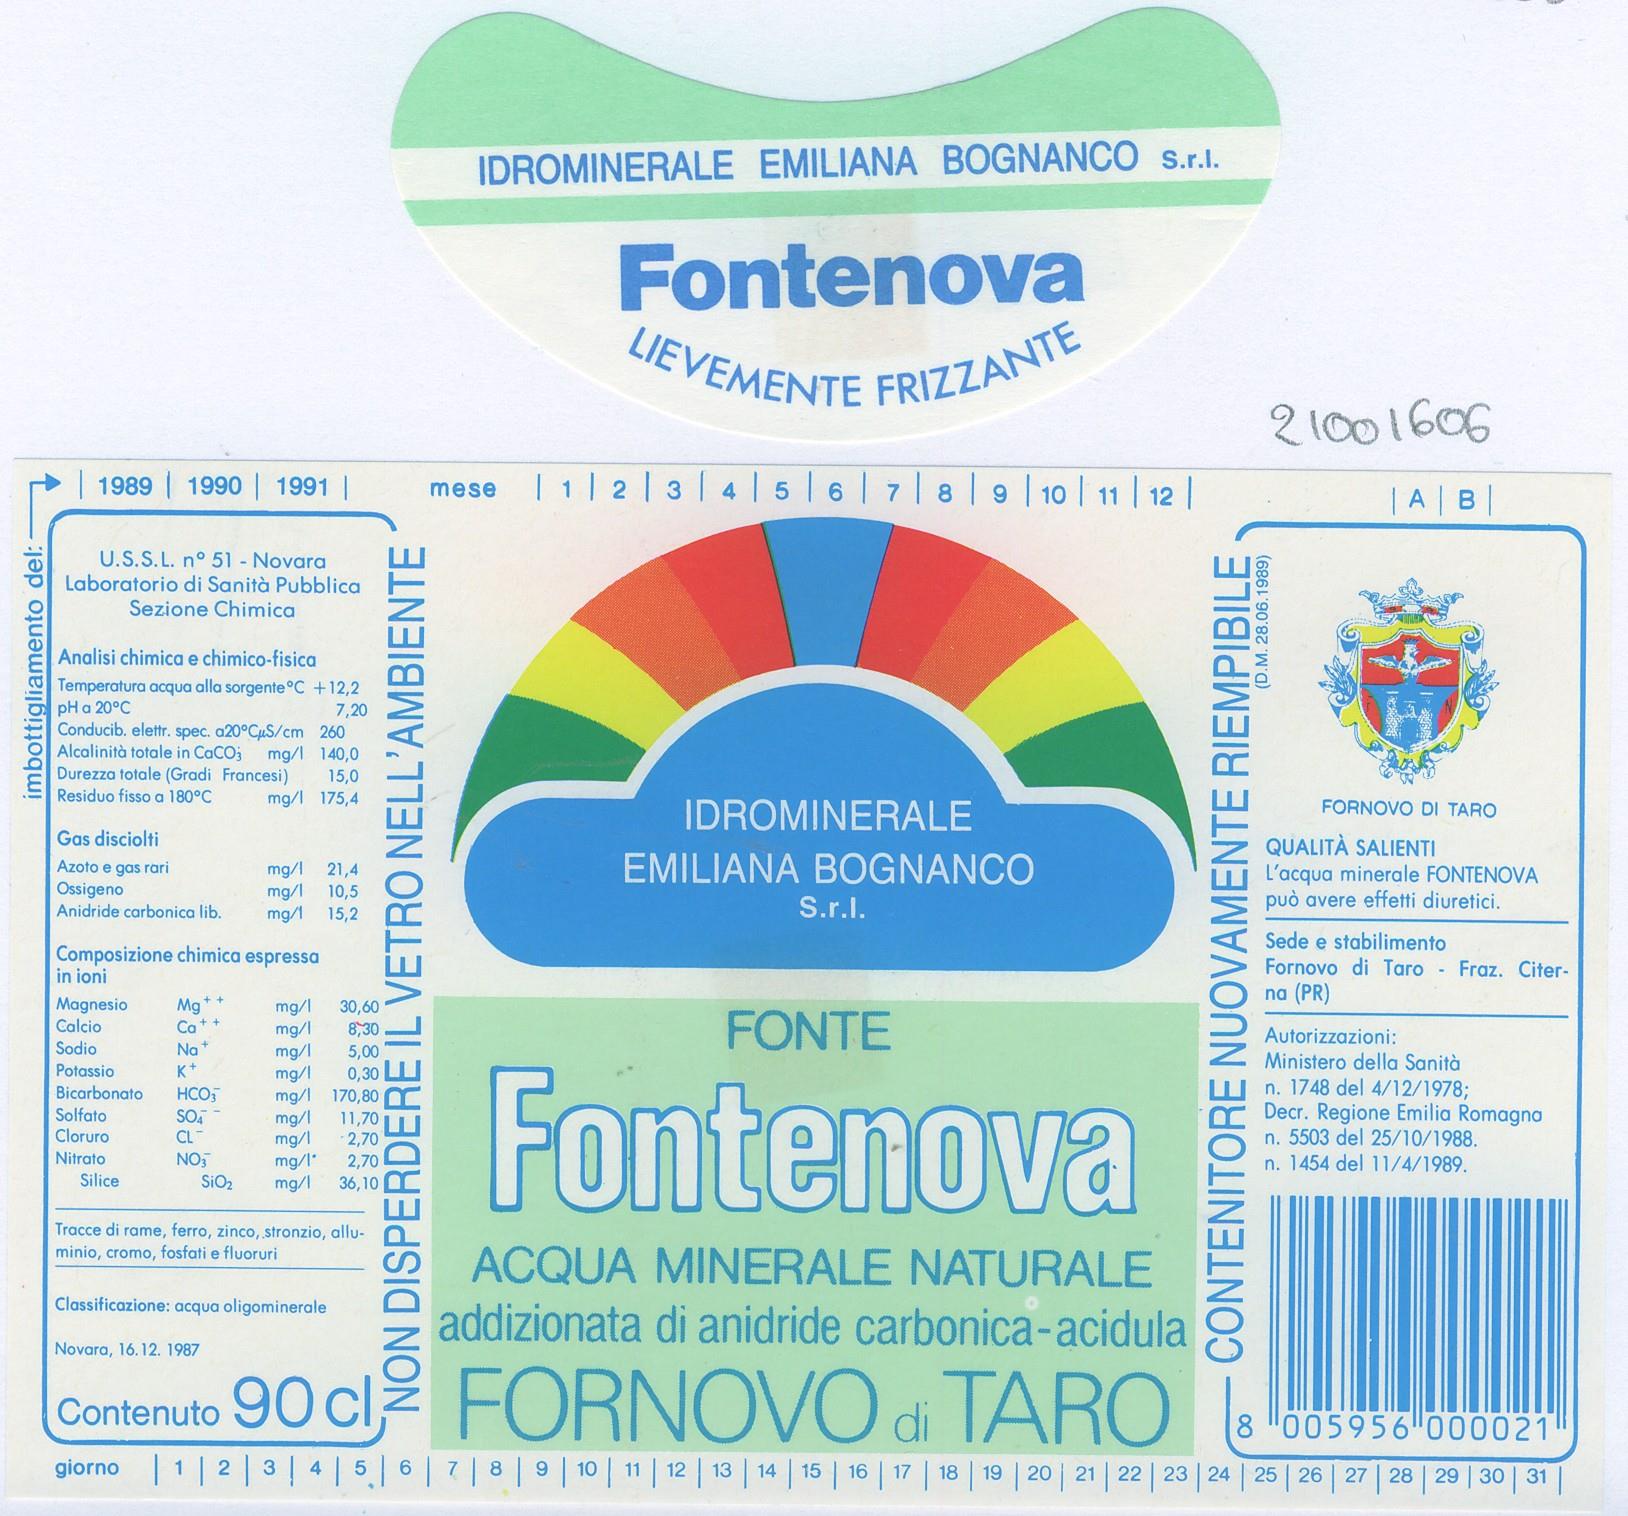 IDROMINERALE EMILIANA BOGNANCO S.r.l.
Fontenova
LIEVEMENTE FRIZZANTE
21001606
imbottigliamento del:
1989 | 1990 | 1991 |
mese | 1 | 2 | 3 | 4 | 5 | 6 | 7 | 8 | 9 | 10 | 11 | 12 |
| A | B |
U.S.S.L. n° 51 - Novara
Laboratorio di Sanità Pubblica
Sezione Chimica
Analisi chimica e chimico-fisica
Temperatura acqua alla sorgente °C +12,2
pH a 20°C 7,20
Conducib. elettr. spec. a20°CµS/cm 260
Alcalinità totale in CaCO3 mg/l 140,0
Durezza totale (Gradi Francesi) 15,0
Residuo fisso a 180°C mg/l 175,4
Gas disciolti
Azoto e gas rari mg/l 21,4
Ossigeno mg/l 10,5
Anidride carbonica lib. mg/l 15,2
Composizione chimica espressa
in ioni
Magnesio Mg++ mg/l 30,60
Calcio Ca++ mg/l 8,30
Sodio Na+ mg/l 5,00
Potassio K+ mg/l 0,30
Bicarbonato HCO3- mg/l 170,80
Solfato SO4-- mg/l 11,70
Cloruro CL- mg/l 2,70
Nitrato NO3- mg/l 2,70
Silice SiO2 mg/l 36,10
Tracce di rame, ferro, zinco, stronzio, allu-
minio, cromo, fosfati e fluoruri
Classificazione: acqua oligominerale
Novara, 16.12. 1987
Contenuto 90 cl
NON DISPERDERE IL VETRO NELL'AMBIENTE
IDROMINERALE
EMILIANA BOGNANCO
S.r.l.
FONTE
Fontenova
ACQUA MINERALE NATURALE
addizionata di anidride carbonica-acidula
FORNOVO di TARO
CONTENITORE NUOVAMENTE RIEMPIBILE
(D.M. 28.06.1989)
FORNOVO DI TARO
QUALITÀ SALIENTI
L'acqua minerale FONTENOVA
può avere effetti diuretici.
Sede e stabilimento
Fornovo di Taro - Fraz. Citer-
na (PR)
Autorizzazioni:
Ministero della Sanità
n. 1748 del 4/12/1978;
Decr. Regione Emilia Romagna
n. 5503 del 25/10/1988.
n. 1454 del 11/4/1989.
8 005956 000021
giorno | 1 | 2 | 3 | 4 | 5 | 6 | 7 | 8 | 9 | 10 | 11 | 12 | 13 | 14 | 15 | 16 | 17 | 18 | 19 | 20 | 21 | 22 | 23 | 24 | 25 | 26 | 27 | 28 | 29 | 30 | 31 |